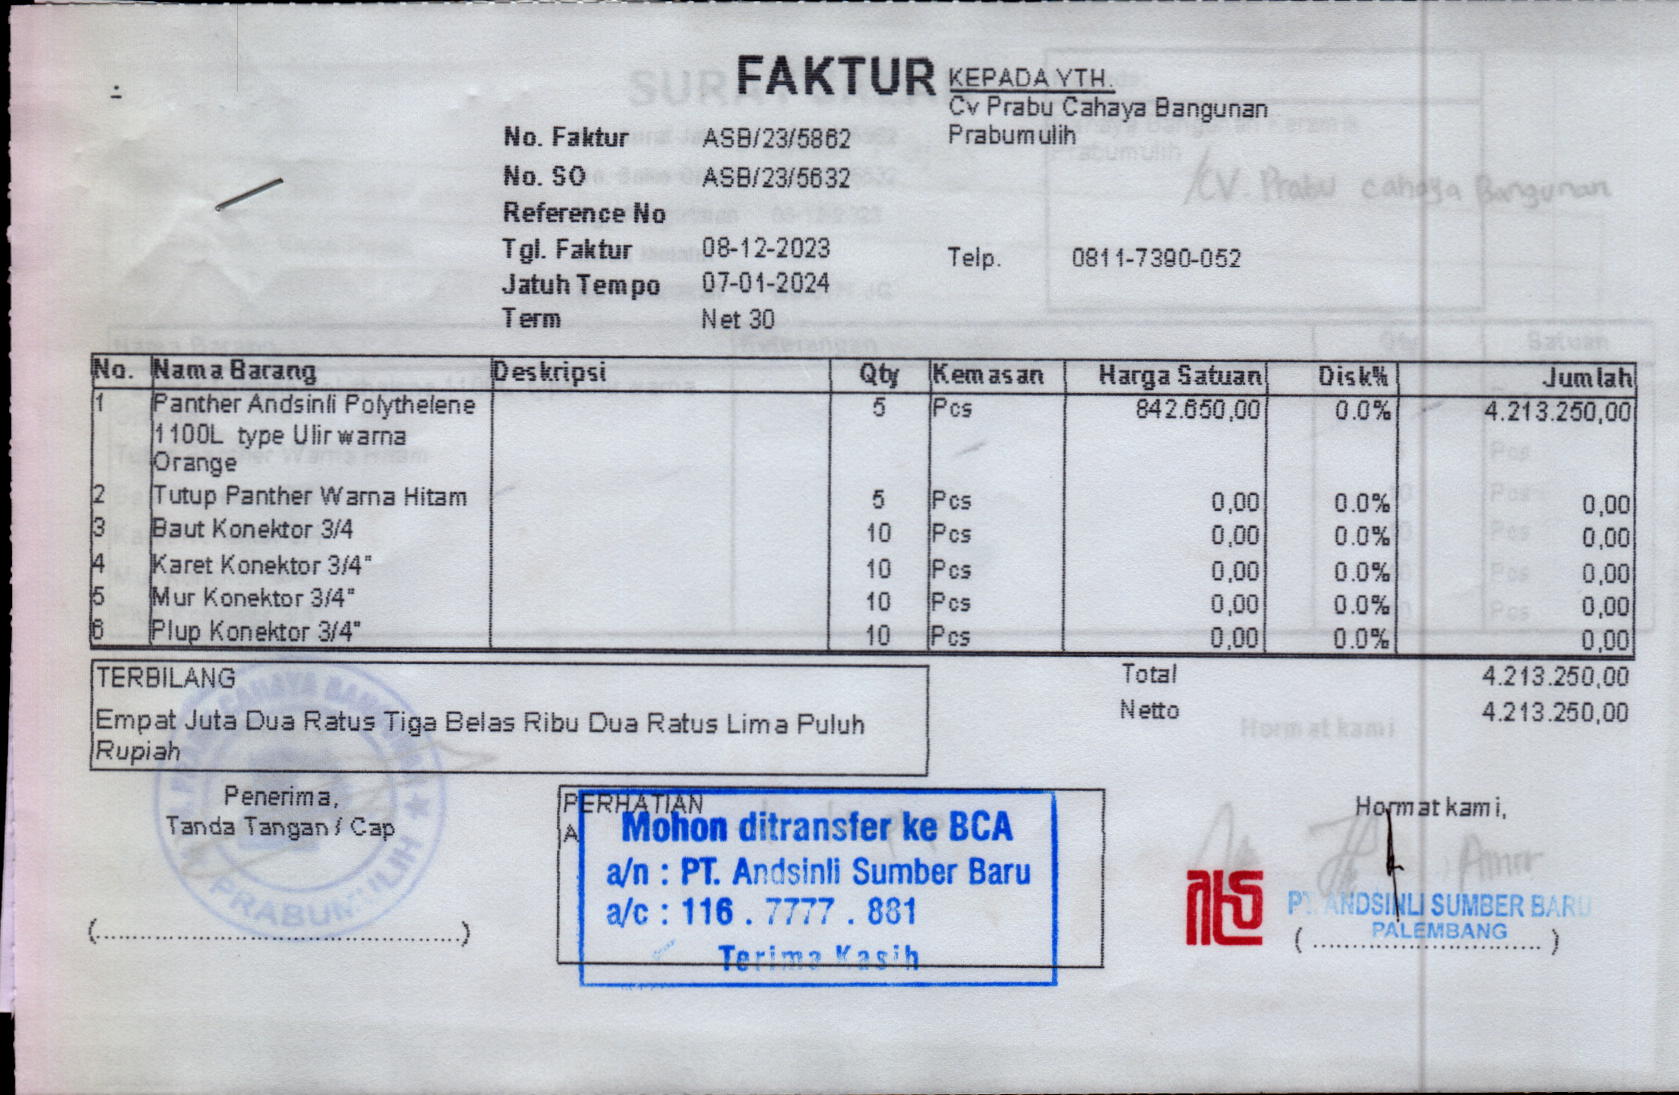 FAKTUR
KEPADA YTH.
Cv Prabu Cahaya Bangunan
Prabumulih
No. Faktur ASB/23/5862
No. SO ASB/23/5632
Reference No
Tgl. Faktur 08-12-2023
Jatuh Tempo 07-01-2024
Term Net 30
Telp. 0811-7390-052
CV. Prabu cahaya Bangunan
No. Nama Barang Deskripsi Qty Kemasan Harga Satuan Disk% Jumlah
1 Panther Andsinli Polythelene 5 Pcs 842.650,00 0.0% 4.213.250,00
1100L type Ulir warna
Orange
2 Tutup Panther Warna Hitam 5 Pcs 0,00 0.0% 0,00
3 Baut Konektor 3/4 10 Pcs 0,00 0.0% 0,00
4 Karet Konektor 3/4" 10 Pcs 0,00 0.0% 0,00
5 Mur Konektor 3/4" 10 Pcs 0,00 0.0% 0,00
6 Plup Konektor 3/4" 10 Pcs 0,00 0.0% 0,00
Total 4.213.250,00
Netto 4.213.250,00
TERBILANG
Empat Juta Dua Ratus Tiga Belas Ribu Dua Ratus Lima Puluh
Rupiah
Penerima,
Tanda Tangan / Cap
(........................................)
CAHAYA BANGUNAN
PRABUMULIH
PERHATIAN
A
Mohon ditransfer ke BCA
a/n : PT. Andsinli Sumber Baru
a/c : 116 . 7777 . 881
Terima Kasih
Hormat kami,
PT. ANDSINLI SUMBER BARU
PALEMBANG
( ........................... )